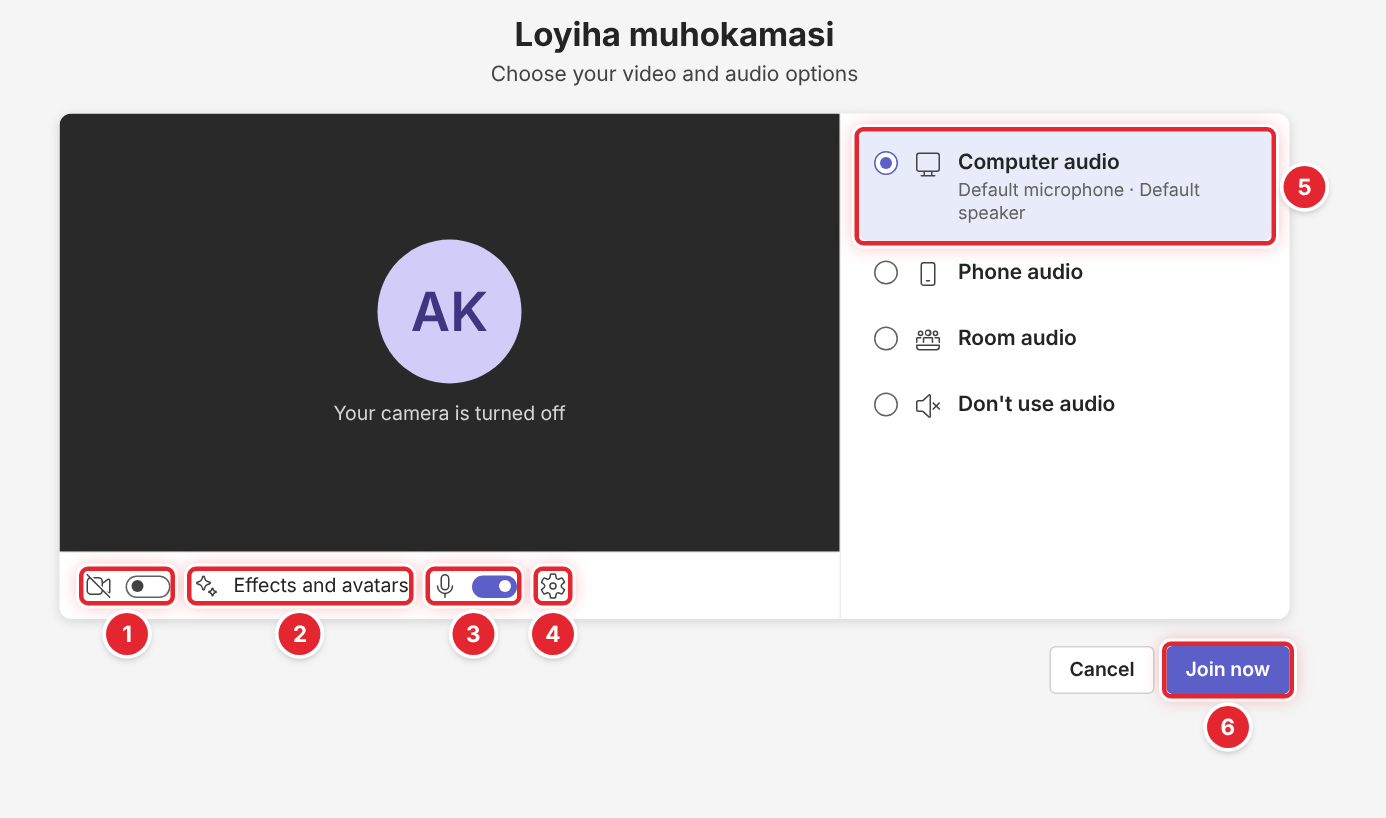 Loyiha muhokamasi
Choose your video and audio options
AK
Your camera is turned off
Effects and avatars
1
2
3
4
Computer audio
Default microphone · Default
speaker
5
Phone audio
Room audio
Don't use audio
Cancel
Join now
6